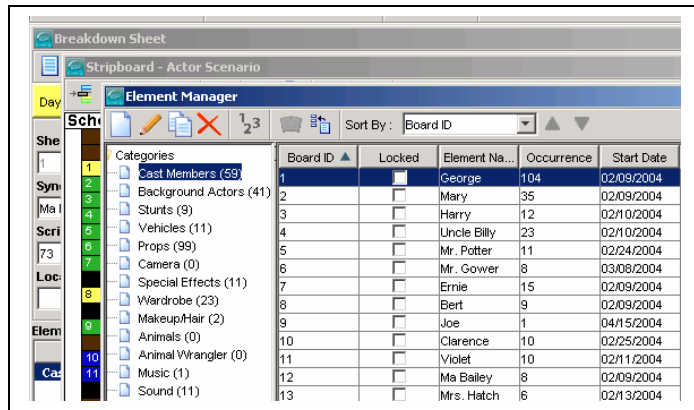 Breakdown Sheet
Stripboard - Actor Scenario
Element Manager
Day
Sche
123
Sort By : Board ID
She
1
Syn
Ma
Scri
73
Loc
Elem
Cas
1
2
3
4
5
6
7
8
9
10
11
Categories
Cast Members (59)
Background Actors (41)
Stunts (9)
Vehicles (11)
Props (99)
Camera (0)
Special Effects (11)
Wardrobe (23)
Makeup/Hair (2)
Animals (0)
Animal Wrangler (0)
Music (1)
Sound (11)
Board ID Locked Element Na... Occurrence Start Date
1 George 104 02/09/2004
2 Mary 35 02/09/2004
3 Harry 12 02/10/2004
4 Uncle Billy 23 02/10/2004
5 Mr. Potter 11 02/24/2004
6 Mr. Gower 8 03/08/2004
7 Ernie 15 02/09/2004
8 Bert 9 02/09/2004
9 Joe 1 04/15/2004
10 Clarence 10 02/25/2004
11 Violet 10 02/11/2004
12 Ma Bailey 8 02/09/2004
13 Mrs. Hatch 6 02/13/2004